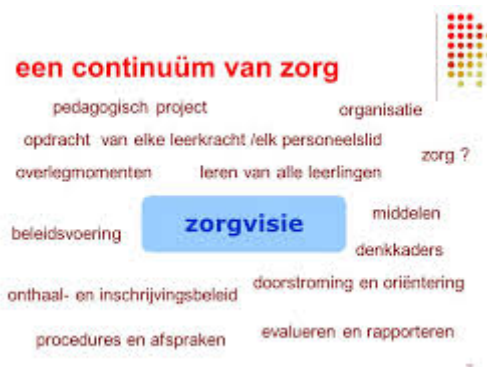 een continuüm van zorg
pedagogisch project
organisatie
opdracht van elke leerkracht /elk personeelslid
zorg ?
overlegmomenten
leren van alle leerlingen
middelen
zorgvisie
beleidsvoering
denkkaders
doorstroming en oriëntering
onthaal- en inschrijvingsbeleid
evalueren en rapporteren
procedures en afspraken